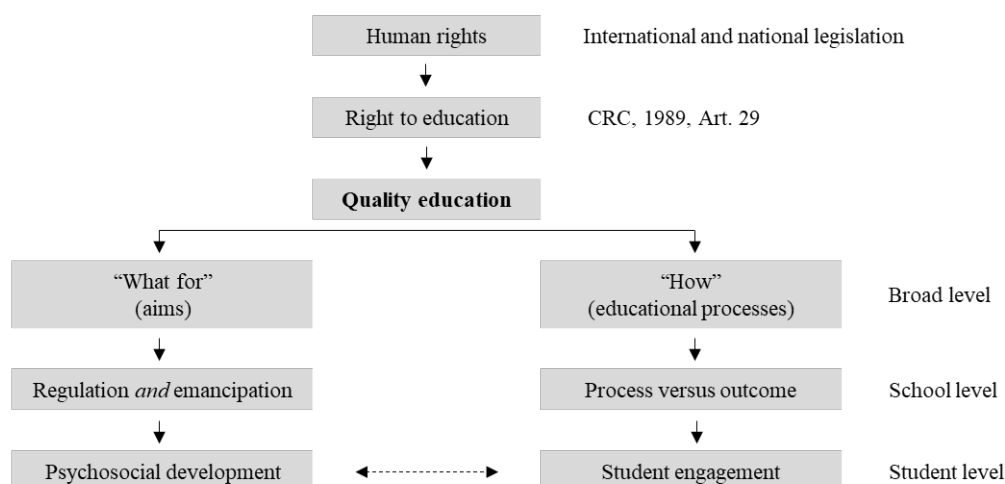 Human rights
International and national legislation
Right to education
CRC, 1989, Art. 29
Quality education
“What for”
(aims)
“How”
(educational processes)
Broad level
Regulation and emancipation
Process versus outcome
School level
Psychosocial development
Student engagement
Student level